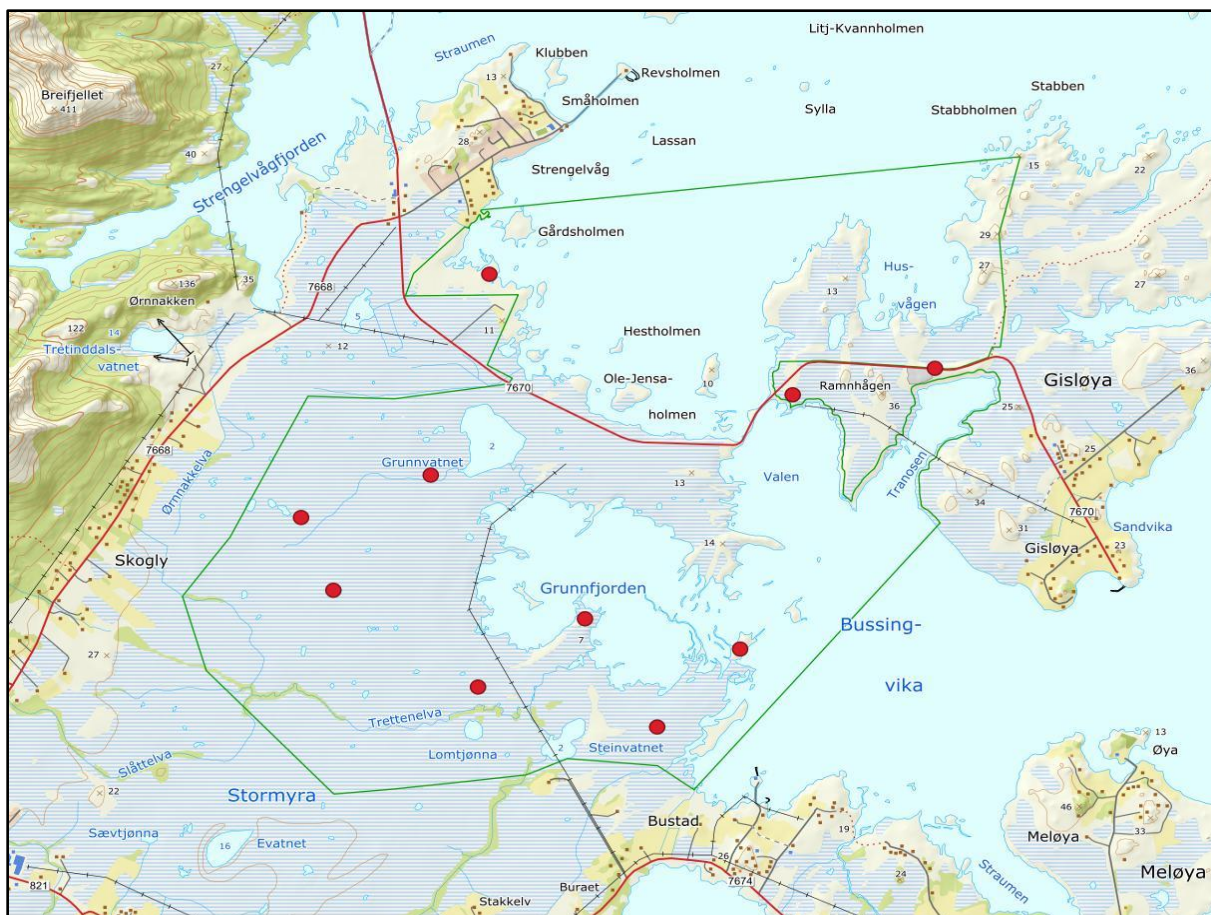 Litj-Kvannholmen
Straumen
Klubben
13
27
Revsholmen
Breifjellet
411
Småholmen
Sylla
Stabben
Stabbholmen
28
Lassan
40
Strengelvåg
15
22
Strengelvågfjorden
Gårdsholmen
29
136
35
Ørnnakken
7668
Hus-
vågen
27
27
13
122
14
5
11
Hestholmen
Tretinddals-
vatnet
12
7670
Ole-Jensa-
holmen
10
Ramnhågen
36
Gisløya
36
25
7668
2
Grunnvatnet
25
Ørnnakkelva
13
Valen
Tranosen
34
31
7670
Sandvika
Skogly
14
Gisløya
23
Grunnfjorden
7
Bussing-
vika
27
Trettenelva
Slåttelva
Lomtjønna
2
Steinvatnet
13
Øya
22
Stormyra
46
33
Sævtjønna
16
Evatnet
Bustad
19
Meløya
26
7674
Straumen
Meløya
821
Buraet
24
Stakkelv